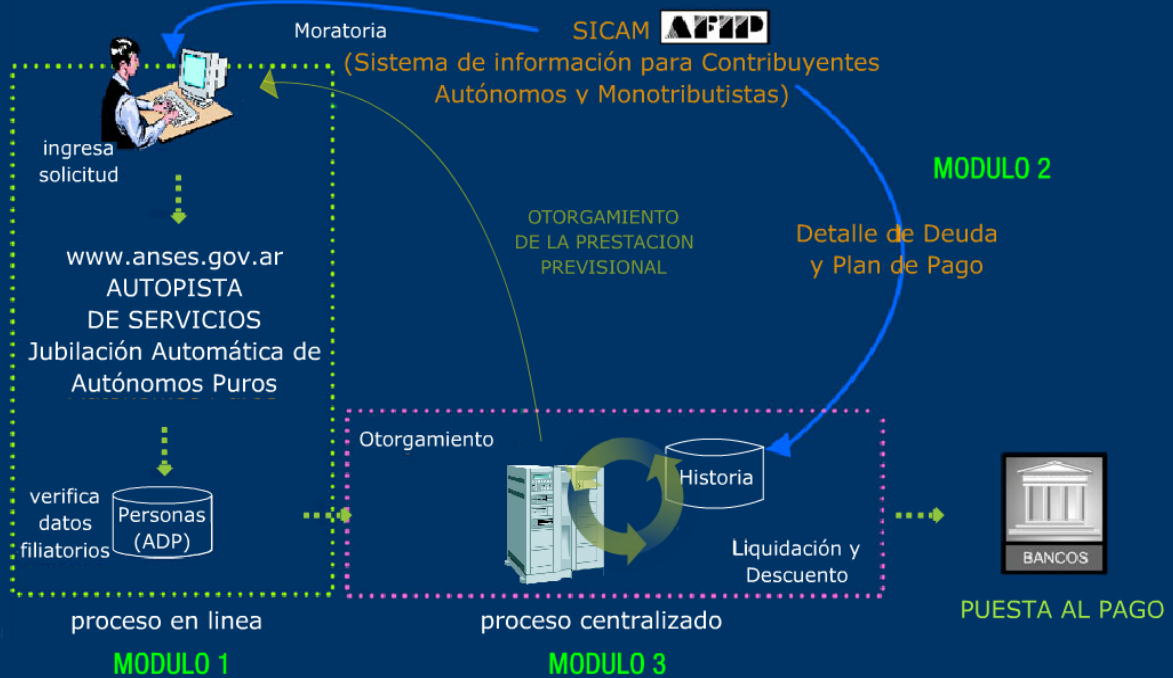 Moratoria
SICAM AFIP
(Sistema de información para Contribuyentes
Autónomos y Monotributistas)
ingresa
solicitud
MODULO 2
OTORGAMIENTO
DE LA PRESTACION
PREVISIONAL
Detalle de Deuda
y Plan de Pago
www.anses.gov.ar
AUTOPISTA
DE SERVICIOS
Jubilación Automática de
Autónomos Puros
Otorgamiento
Historia
verifica
datos
filiatorios
Personas
(ADP)
Liquidación y
Descuento
BANCOS
proceso en linea
proceso centralizado
PUESTA AL PAGO
MODULO 1
MODULO 3